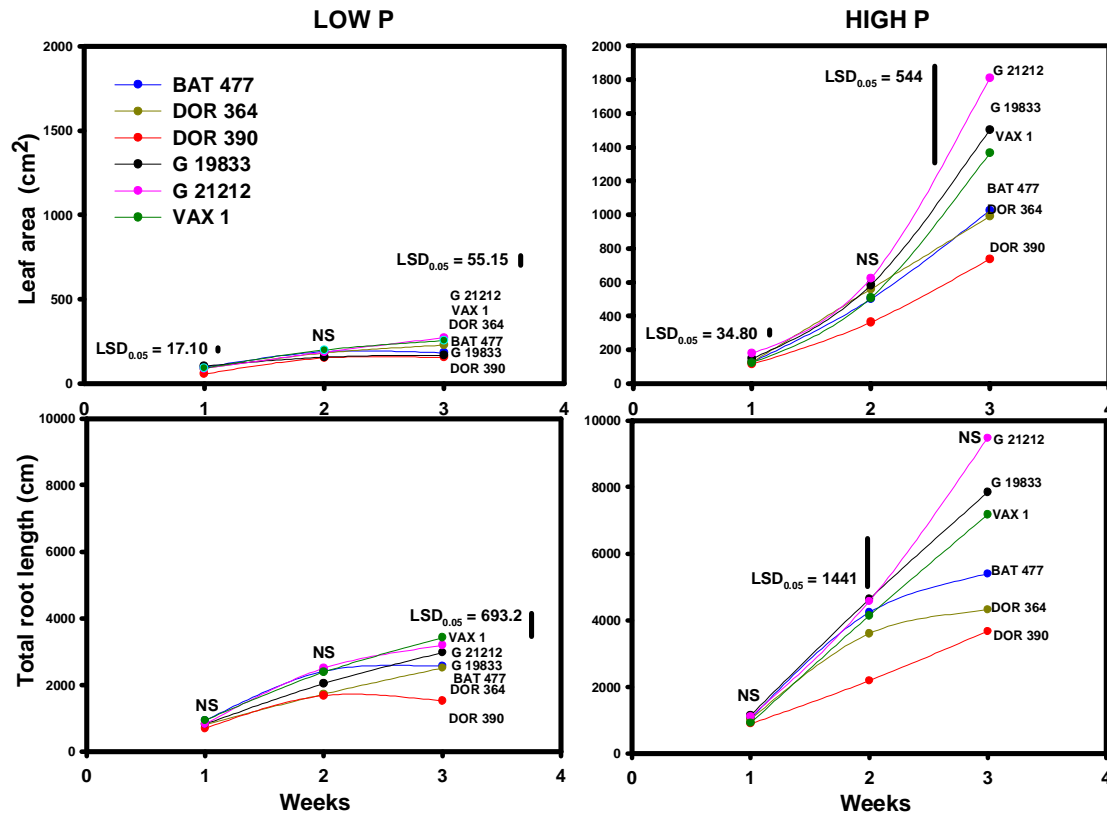 LOW P
HIGH P
Leaf area (cm²)
2000
1500
1000
500
0
BAT 477
DOR 364
DOR 390
G 19833
G 21212
VAX 1
LSD0.05 = 17.10
NS
LSD0.05 = 55.15
G 21212
VAX 1
DOR 364
BAT 477
G 19833
DOR 390
0 1 2 3 4
2000
1800
1600
1400
1200
1000
800
600
400
200
0
LSD0.05 = 34.80
NS
LSD0.05 = 544
G 21212
G 19833
VAX 1
BAT 477
DOR 364
DOR 390
0 1 2 3 4
Total root length (cm)
10000
8000
6000
4000
2000
0
NS
NS
LSD0.05 = 693.2
VAX 1
G 21212
G 19833
BAT 477
DOR 364
DOR 390
0 1 2 3 4
Weeks
10000
8000
6000
4000
2000
0
NS
LSD0.05 = 1441
NS
G 21212
G 19833
VAX 1
BAT 477
DOR 364
DOR 390
0 1 2 3 4
Weeks